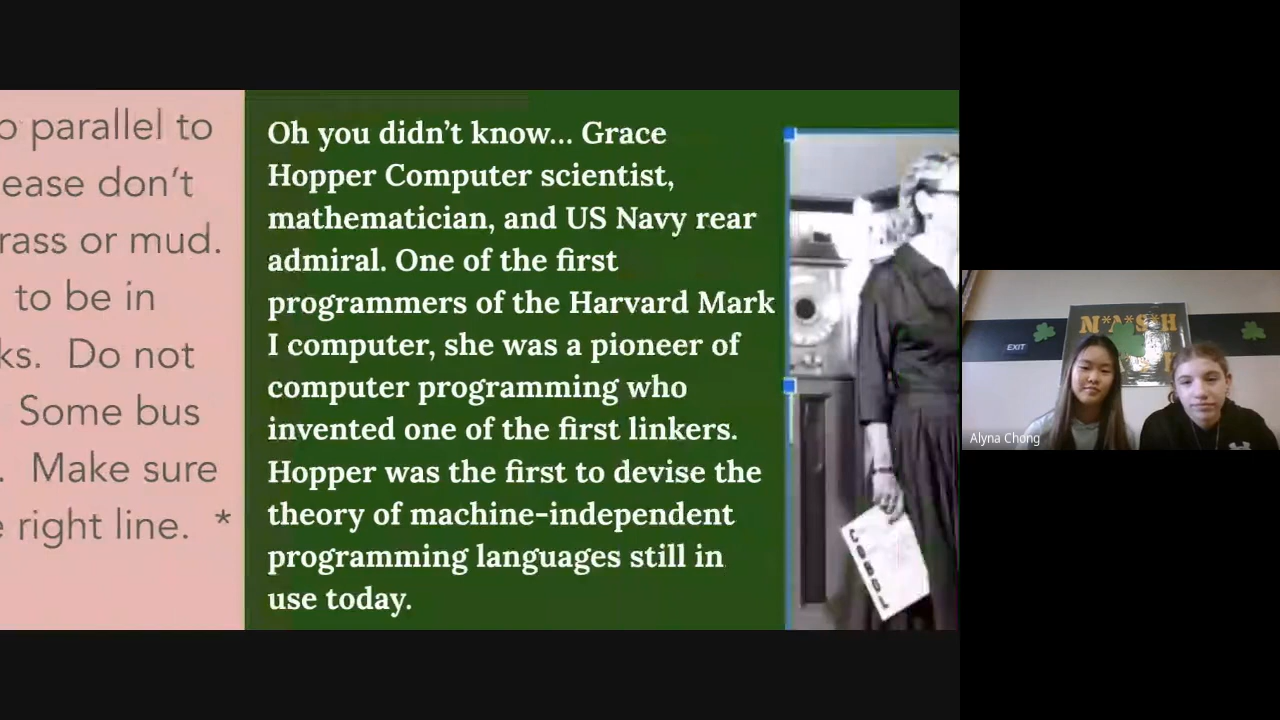 o parallel to
ease don't
rass or mud.
to be in
ks. Do not
Some bus
. Make sure
e right line. *
Oh you didn't know... Grace
Hopper Computer scientist,
mathematician, and US Navy rear
admiral. One of the first
programmers of the Harvard Mark
I computer, she was a pioneer of
computer programming who
invented one of the first linkers.
Hopper was the first to devise the
theory of machine-independent
programming languages still in
use today.
COBOL
N*A*S*H
EXIT
Alyna Chong